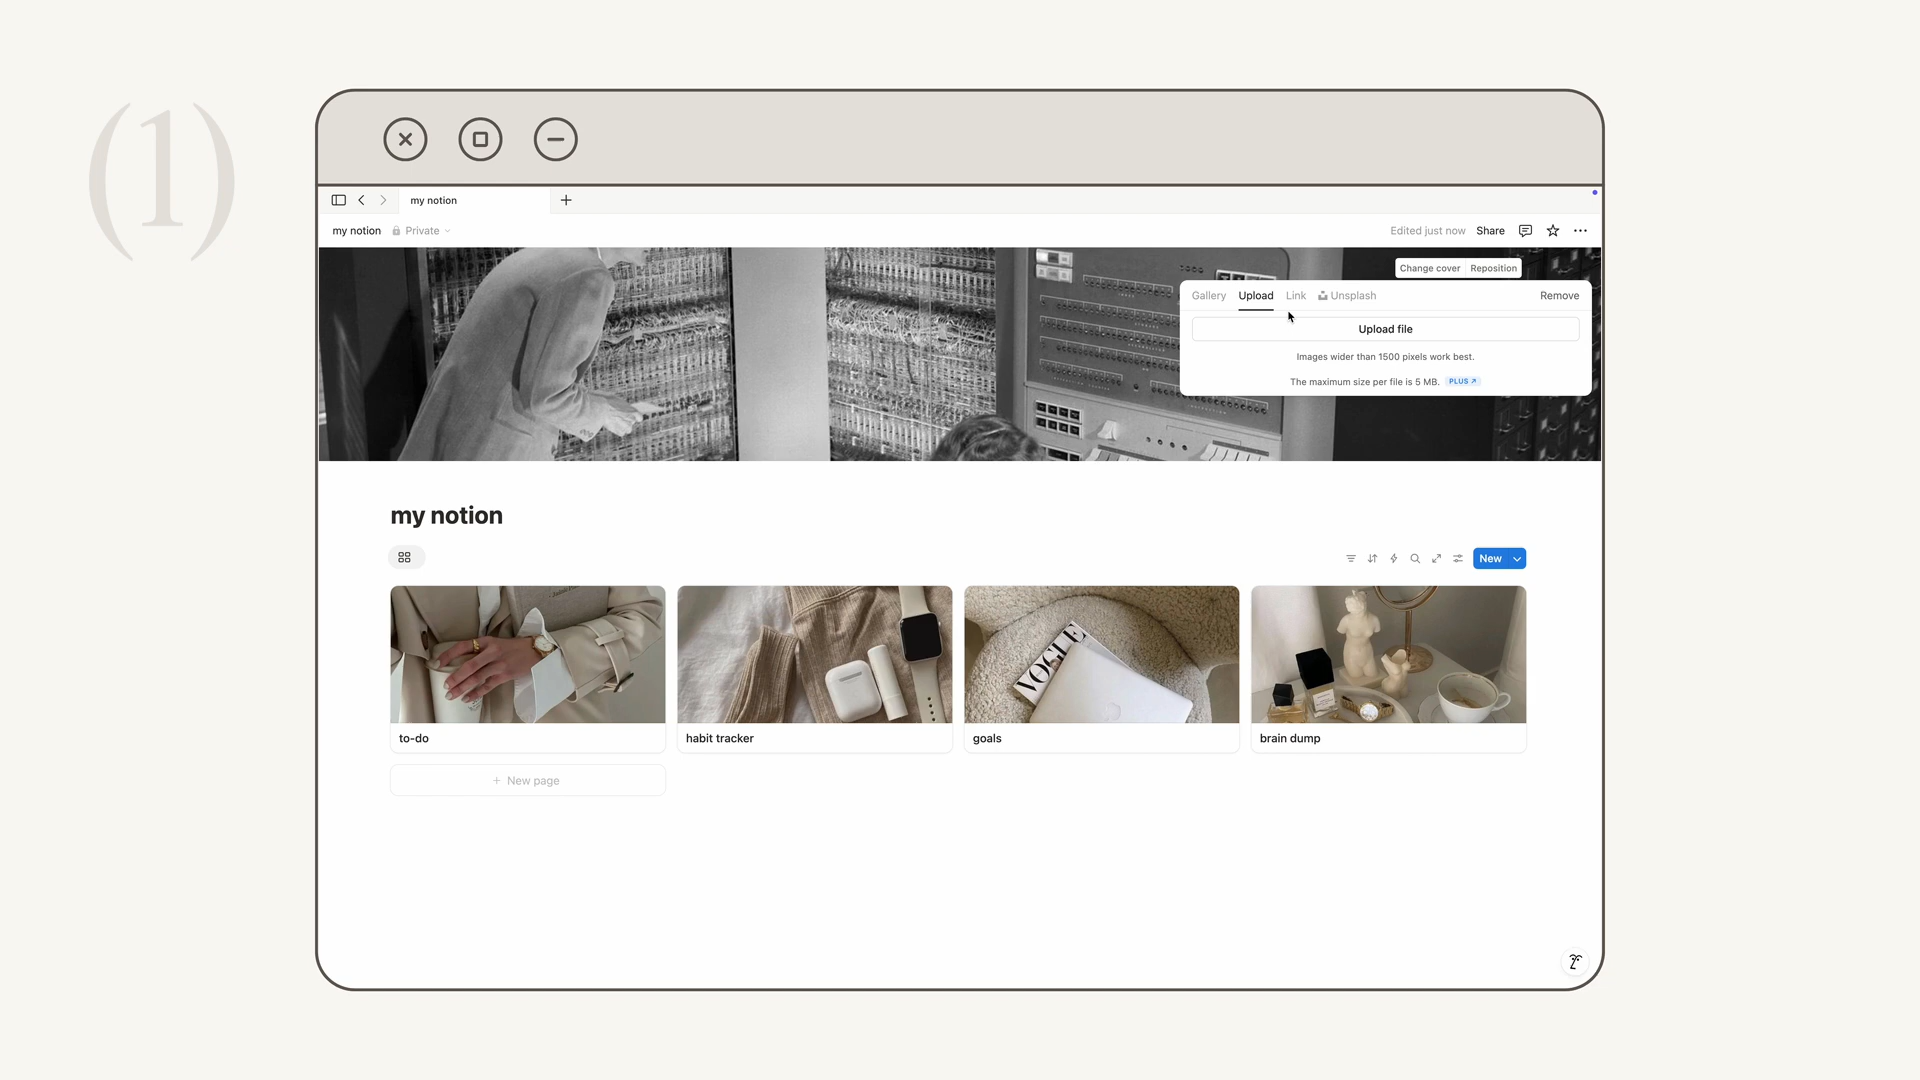 (1)
my notion
my notion Private Edited just now Share
Change cover Reposition
Gallery Upload Link Unsplash Remove
Upload file
Images wider than 1500 pixels work best.
The maximum size per file is 5 MB. PLUS ↗
my notion
New
VOGUE
to-do
habit tracker
goals
brain dump
+ New page